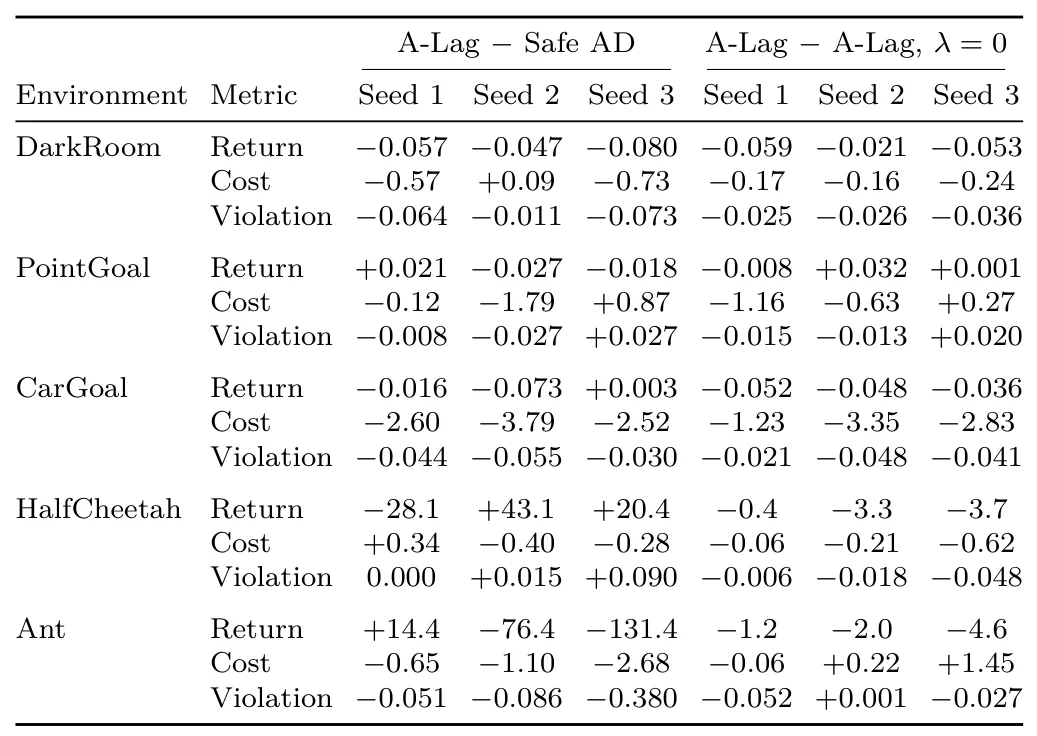 A-Lag − Safe AD A-Lag − A-Lag, λ = 0
Environment Metric Seed 1 Seed 2 Seed 3 Seed 1 Seed 2 Seed 3
DarkRoom Return −0.057 −0.047 −0.080 −0.059 −0.021 −0.053
Cost −0.57 +0.09 −0.73 −0.17 −0.16 −0.24
Violation −0.064 −0.011 −0.073 −0.025 −0.026 −0.036
PointGoal Return +0.021 −0.027 −0.018 −0.008 +0.032 +0.001
Cost −0.12 −1.79 +0.87 −1.16 −0.63 +0.27
Violation −0.008 −0.027 +0.027 −0.015 −0.013 +0.020
CarGoal Return −0.016 −0.073 +0.003 −0.052 −0.048 −0.036
Cost −2.60 −3.79 −2.52 −1.23 −3.35 −2.83
Violation −0.044 −0.055 −0.030 −0.021 −0.048 −0.041
HalfCheetah Return −28.1 +43.1 +20.4 −0.4 −3.3 −3.7
Cost +0.34 −0.40 −0.28 −0.06 −0.21 −0.62
Violation 0.000 +0.015 +0.090 −0.006 −0.018 −0.048
Ant Return +14.4 −76.4 −131.4 −1.2 −2.0 −4.6
Cost −0.65 −1.10 −2.68 −0.06 +0.22 +1.45
Violation −0.051 −0.086 −0.380 −0.052 +0.001 −0.027